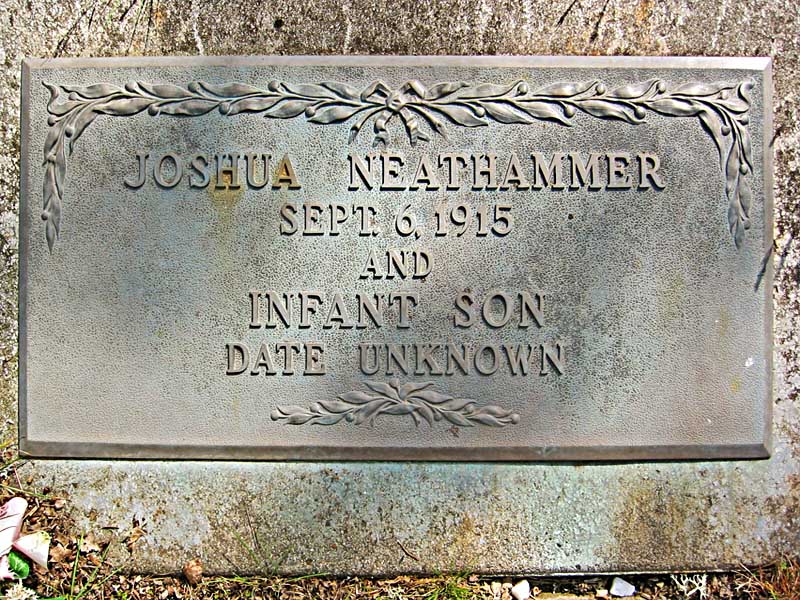 JOSHUA NEATHAMMER
SEPT. 6, 1915
AND
INFANT SON
DATE UNKNOWN